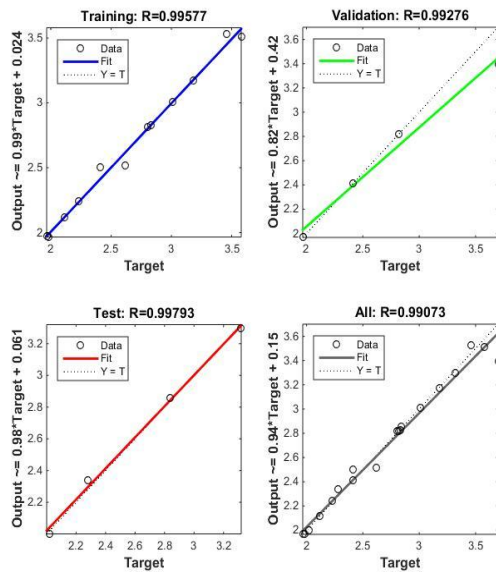 Training: R=0.99577
Output ~= 0.99*Target + 0.024
3.5
3
2.5
2
Data
Fit
Y = T
2
2.5
3
3.5
Target
Validation: R=0.99276
Output ~= 0.82*Target + 0.42
3.6
3.4
3.2
3
2.8
2.6
2.4
2.2
2
Data
Fit
Y = T
2
2.5
3
3.5
Target
Test: R=0.99793
Output ~= 0.98*Target + 0.061
3.2
3
2.8
2.6
2.4
2.2
Data
Fit
Y = T
2.2
2.4
2.6
2.8
3
3.2
Target
All: R=0.99073
Output ~= 0.94*Target + 0.15
3.6
3.4
3.2
3
2.8
2.6
2.4
2.2
2
Data
Fit
Y = T
2
2.5
3
3.5
Target